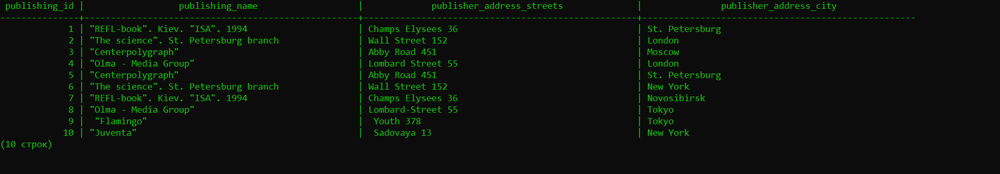 publishing_id | publishing_name | publisher_address_streets | publisher_address_city
---------------+----------------------------------------------------+----------------------------------------------------+----------------------------------------------------
1 | "REFL-book". Kiev. "ISA". 1994 | Champs Elysees 36 | St. Petersburg
2 | "The science". St. Petersburg branch | Wall Street 152 | London
3 | "Centerpolygraph" | Abby Road 451 | Moscow
4 | "Olma - Media Group" | Lombard Street 55 | London
5 | "Centerpolygraph" | Abby Road 451 | St. Petersburg
6 | "The science". St. Petersburg branch | Wall Street 152 | New York
7 | "REFL-book". Kiev. "ISA". 1994 | Champs Elysees 36 | Novosibirsk
8 | "Olma - Media Group" | Lombard-Street 55 | Tokyo
9 | "Flamingo" | Youth 378 | Tokyo
10 | "Juventa" | Sadovaya 13 | New York
(10 строк)